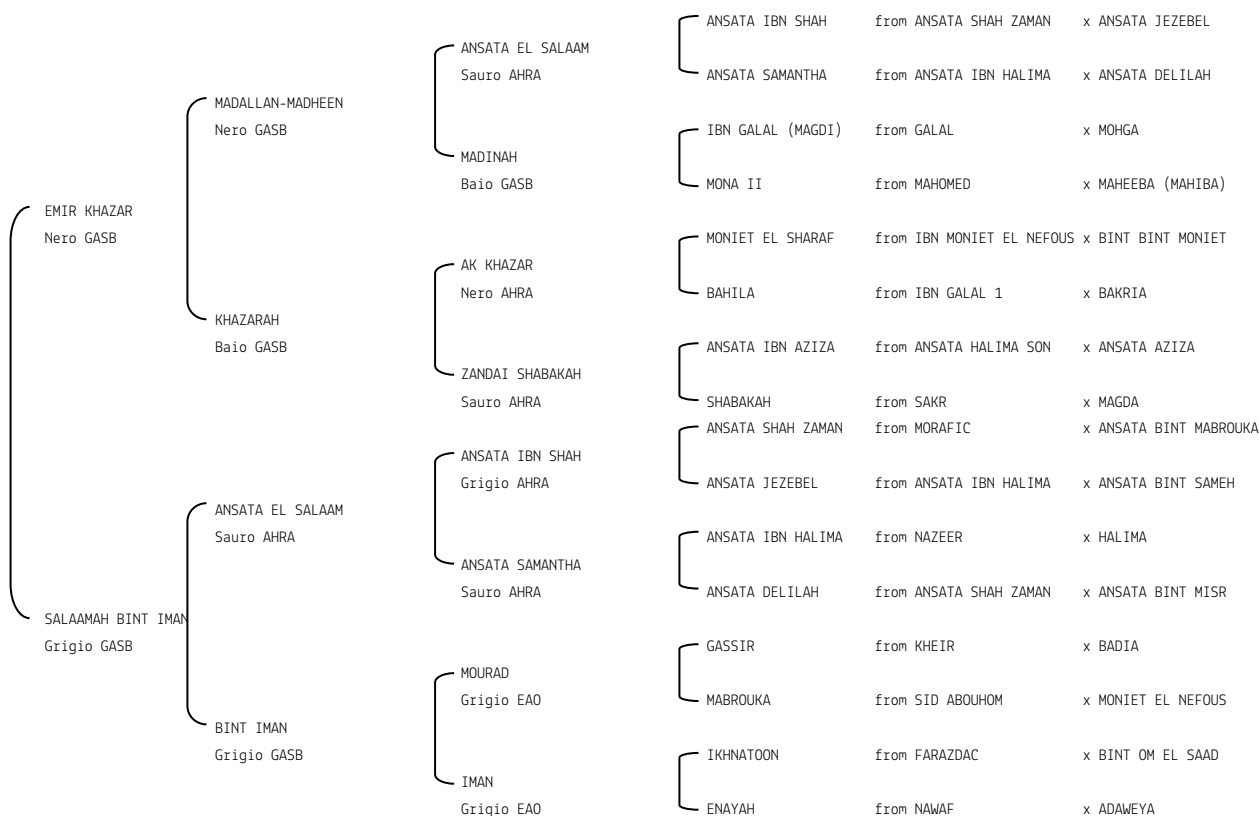 ANSATA IBN SHAH from ANSATA SHAH ZAMAN x ANSATA JEZEBEL
ANSATA EL SALAAM
Sauro AHRA ANSATA SAMANTHA from ANSATA IBN HALIMA x ANSATA DELILAH
MADALLAN-MADHEEN
Nero GASB IBN GALAL (MAGDI) from GALAL x MOHGA
MADINAH
Baio GASB MONA II from MAHOMED x MAHEEBA (MAHIBA)
EMIR KHAZAR
Nero GASB MONIET EL SHARAF from IBN MONIET EL NEFOUS x BINT BINT MONIET
AK KHAZAR
Nero AHRA BAHILA from IBN GALAL 1 x BAKRIA
KHAZARAH
Baio GASB ANSATA IBN AZIZA from ANSATA HALIMA SON x ANSATA AZIZA
ZANDAI SHABAKAH
Sauro AHRA SHABAKAH from SAKR x MAGDA
ANSATA SHAH ZAMAN from MORAFIC x ANSATA BINT MABROUKA
ANSATA IBN SHAH
Grigio AHRA ANSATA JEZEBEL from ANSATA IBN HALIMA x ANSATA BINT SAMEH
ANSATA EL SALAAM
Sauro AHRA ANSATA IBN HALIMA from NAZEER x HALIMA
ANSATA SAMANTHA
Sauro AHRA ANSATA DELILAH from ANSATA SHAH ZAMAN x ANSATA BINT MISR
SALAAMAH BINT IMAN
Grigio GASB GASSIR from KHEIR x BADIA
MOURAD
Grigio EAO MABROUKA from SID ABOUHOM x MONIET EL NEFOUS
BINT IMAN
Grigio GASB IKHNATOON from FARAZDAC x BINT OM EL SAAD
IMAN
Grigio EAO ENAYAH from NAWAF x ADAWEYA